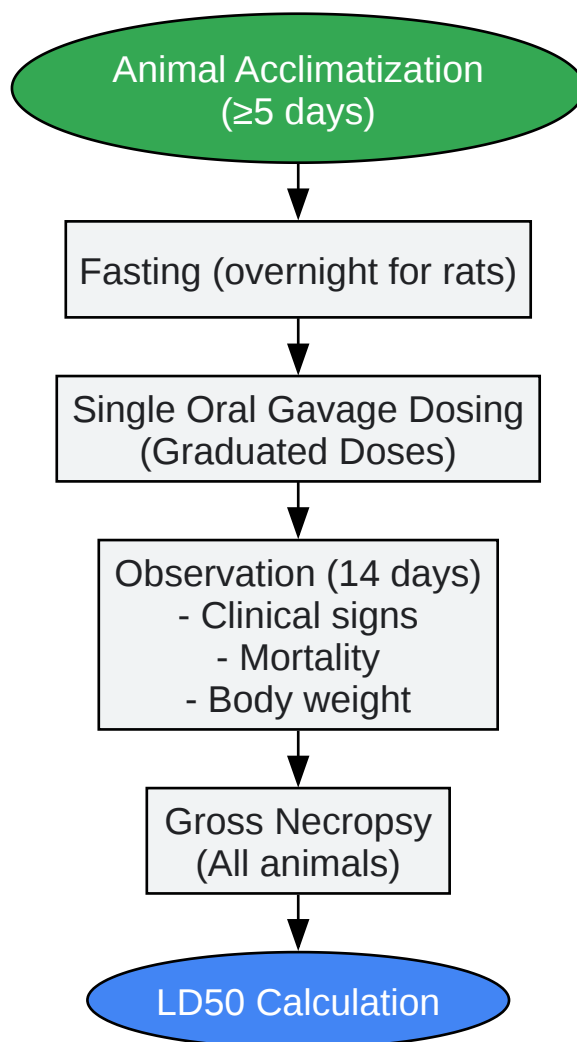 Animal Acclimatization
(≥5 days)
Fasting (overnight for rats)
Single Oral Gavage Dosing
(Graduated Doses)
Observation (14 days)
- Clinical signs
- Mortality
- Body weight
Gross Necropsy
(All animals)
LD50 Calculation